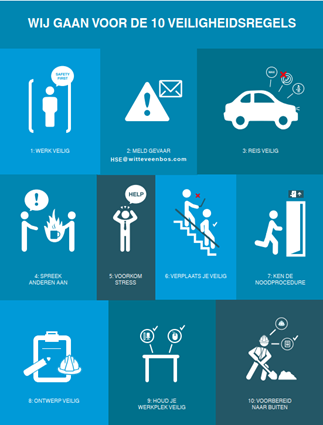 WIJ GAAN VOOR DE 10 VEILIGHEIDSREGELS
SAFETY
FIRST
1: WERK VEILIG
2: MELD GEVAAR
HSE@witteveenbos.com
3: REIS VEILIG
4: SPREEK
ANDEREN AAN
HELP
5: VOORKOM
STRESS
6: VERPLAATS JE VEILIG
7: KEN DE
NOODPROCEDURE
8: ONTWERP VEILIG
9: HOUD JE
WERKPLEK VEILIG
10: VOORBEREID
NAAR BUITEN